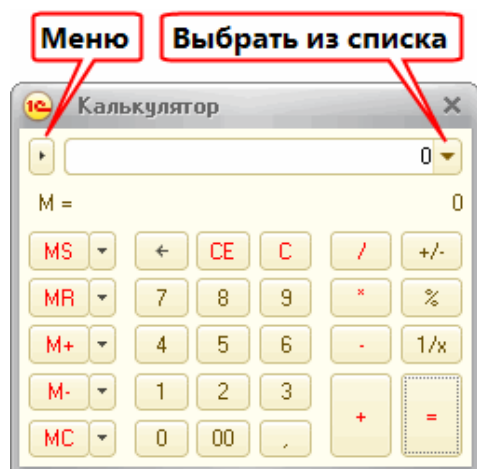 Меню Выбрать из списка
1С Калькулятор ×
0
M = 0
MS ← CE C / +/-
MR 7 8 9 * %
M+ 4 5 6 - 1/x
M- 1 2 3 + =
MC 0 00 ,